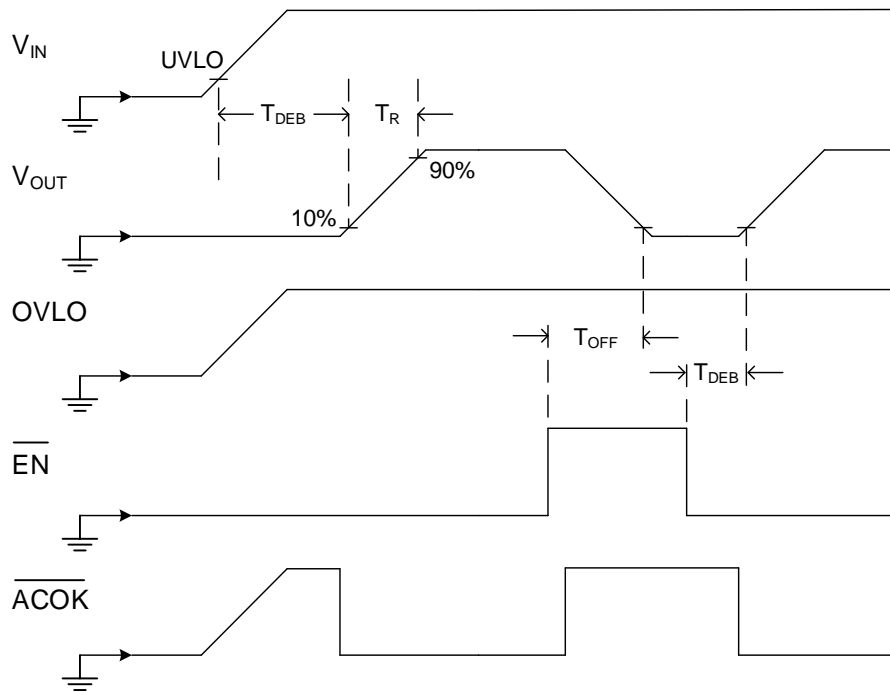 V_IN
UVLO
T_DEB
T_R
V_OUT
10%
90%
OVLO
T_OFF
T_DEB
EN
ACOK